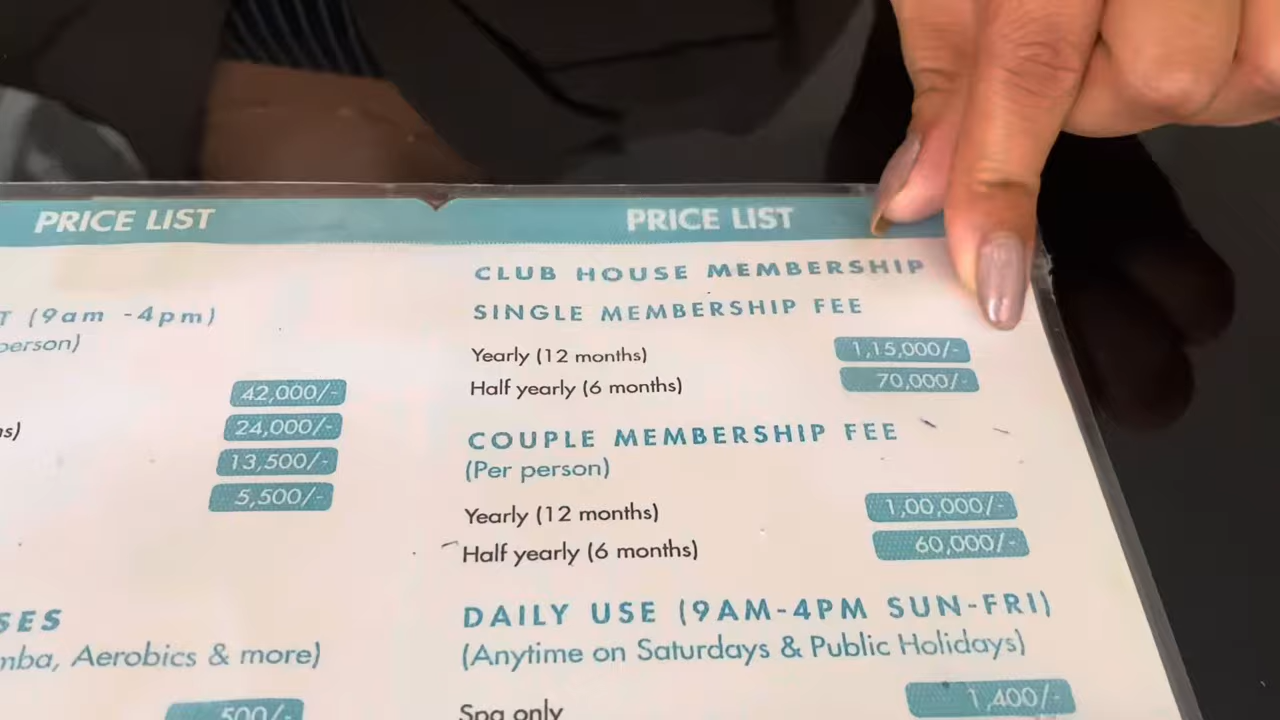 PRICE LIST
(9am -4pm)
person)
42,000/-
24,000/-
13,500/-
5,500/-
Aerobics & more)
500/-
PRICE LIST
CLUB HOUSE MEMBERSHIP
SINGLE MEMBERSHIP FEE
Yearly (12 months) 1,15,000/-
Half yearly (6 months) 70,000/-
COUPLE MEMBERSHIP FEE
(Per person)
Yearly (12 months) 1,00,000/-
Half yearly (6 months) 60,000/-
DAILY USE (9AM-4PM SUN-FRI)
(Anytime on Saturdays & Public Holidays)
Spa only 1,400/-